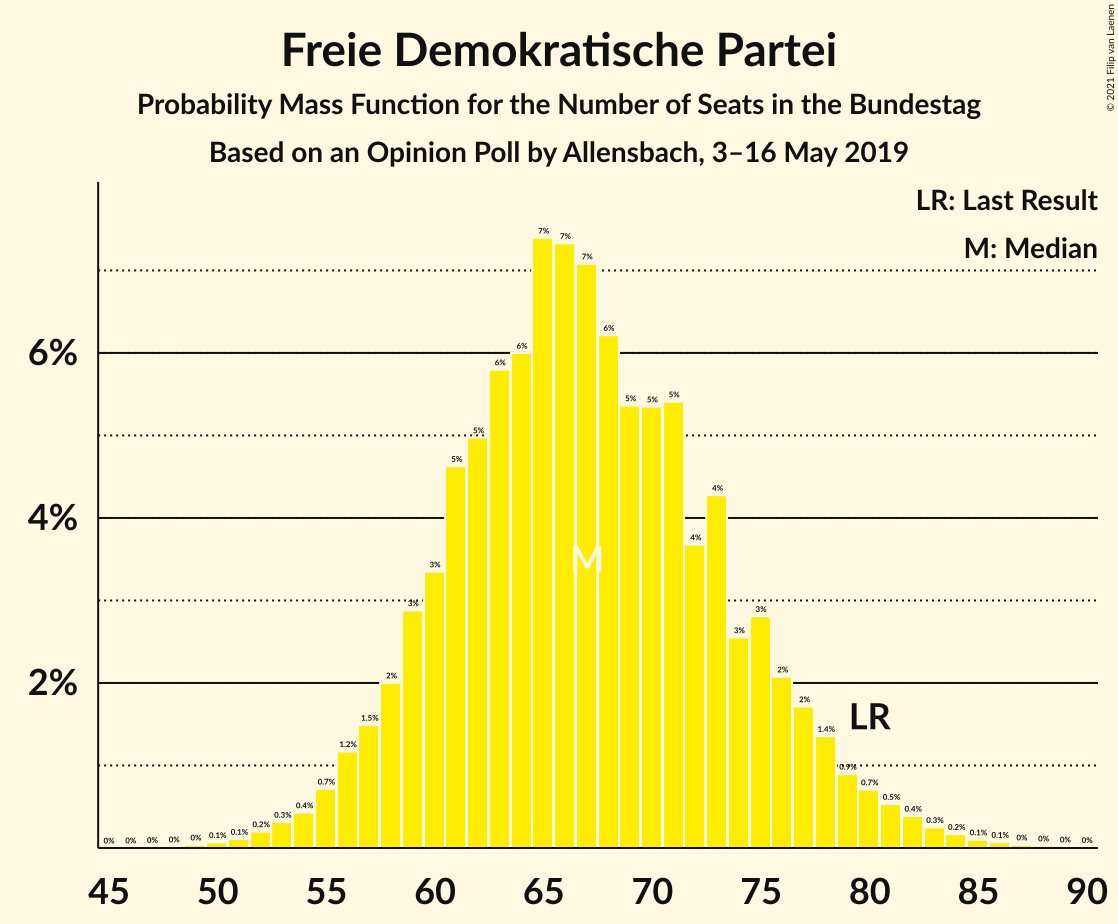 Freie Demokratische Partei
Probability Mass Function for the Number of Seats in the Bundestag
Based on an Opinion Poll by Allensbach, 3–16 May 2019
© 2021 Filip van Laenen
LR: Last Result
M: Median
7% 7% 7%
6% 6% 6% 6%
5% 5% 5% 5% 5%
4% 4% 4%
M
3% 3% 3% 3%
2% 2% 2% 2%
LR
1.5% 1.4%
1.2%
0% 0% 0% 0% 0% 0.1% 0.1% 0.2% 0.3% 0.4% 0.7% 0.9% 0.7% 0.5% 0.4% 0.3% 0.2% 0.1% 0.1% 0% 0% 0% 0%
45 50 55 60 65 70 75 80 85 90